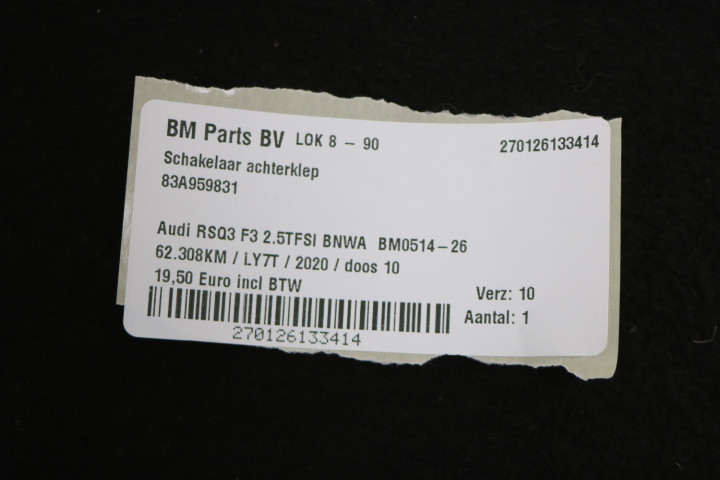 BM Parts BV LOK 8 - 90 270126133414
Schakelaar achterklep
83A959831
Audi RSQ3 F3 2.5TFSI BNWA BM0514-26
62.308KM / LY7T / 2020 / doos 10
19,50 Euro incl BTW
Verz: 10
Aantal: 1
270126133414